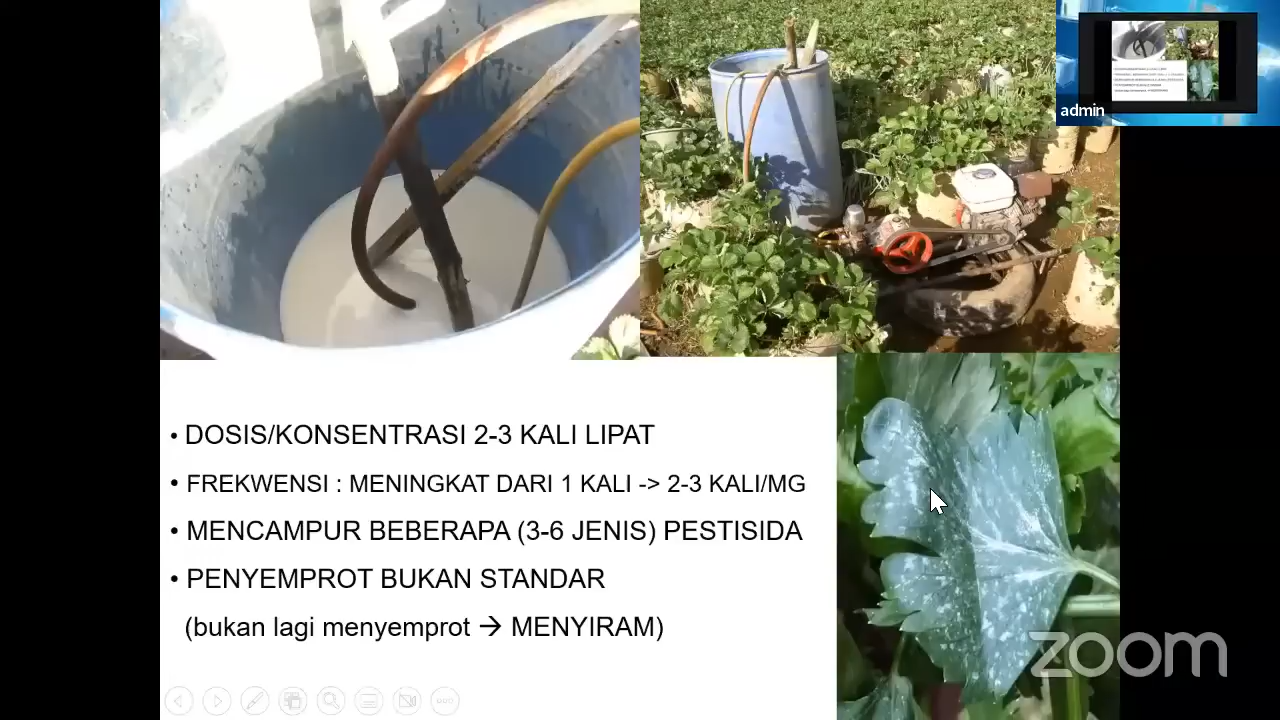 admin
• DOSIS/KONSENTRASI 2-3 KALI LIPAT
• FREKWENSI : MENINGKAT DARI 1 KALI -> 2-3 KALI/MG
• MENCAMPUR BEBERAPA (3-6 JENIS) PESTISIDA
• PENYEMPROT BUKAN STANDAR
(bukan lagi menyemprot → MENYIRAM)
zoom